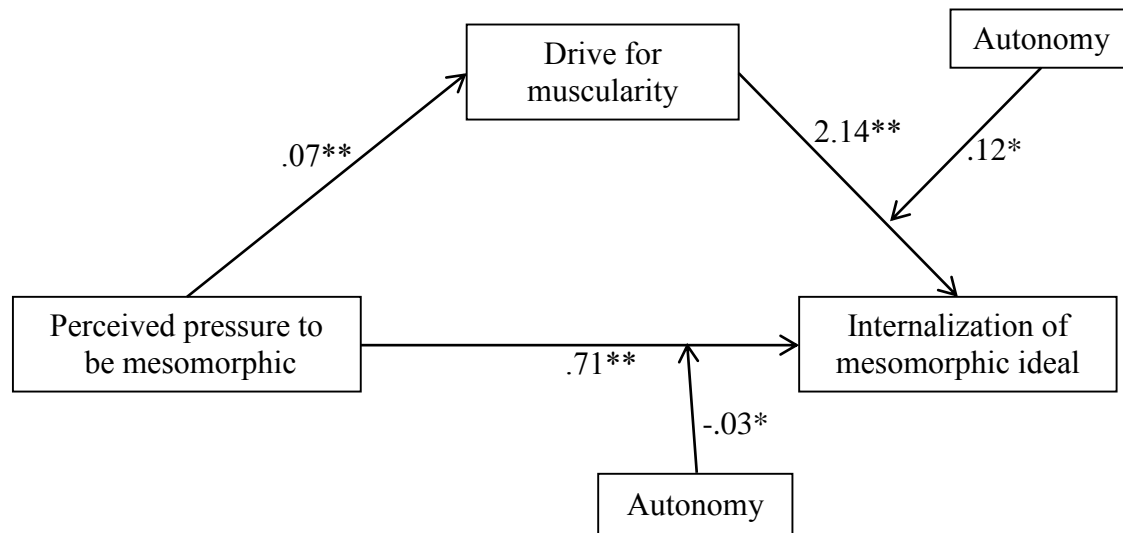 Autonomy
Drive for
muscularity
2.14**
.12*
.07**
Perceived pressure to
be mesomorphic
Internalization of
mesomorphic ideal
.71**
-.03*
Autonomy